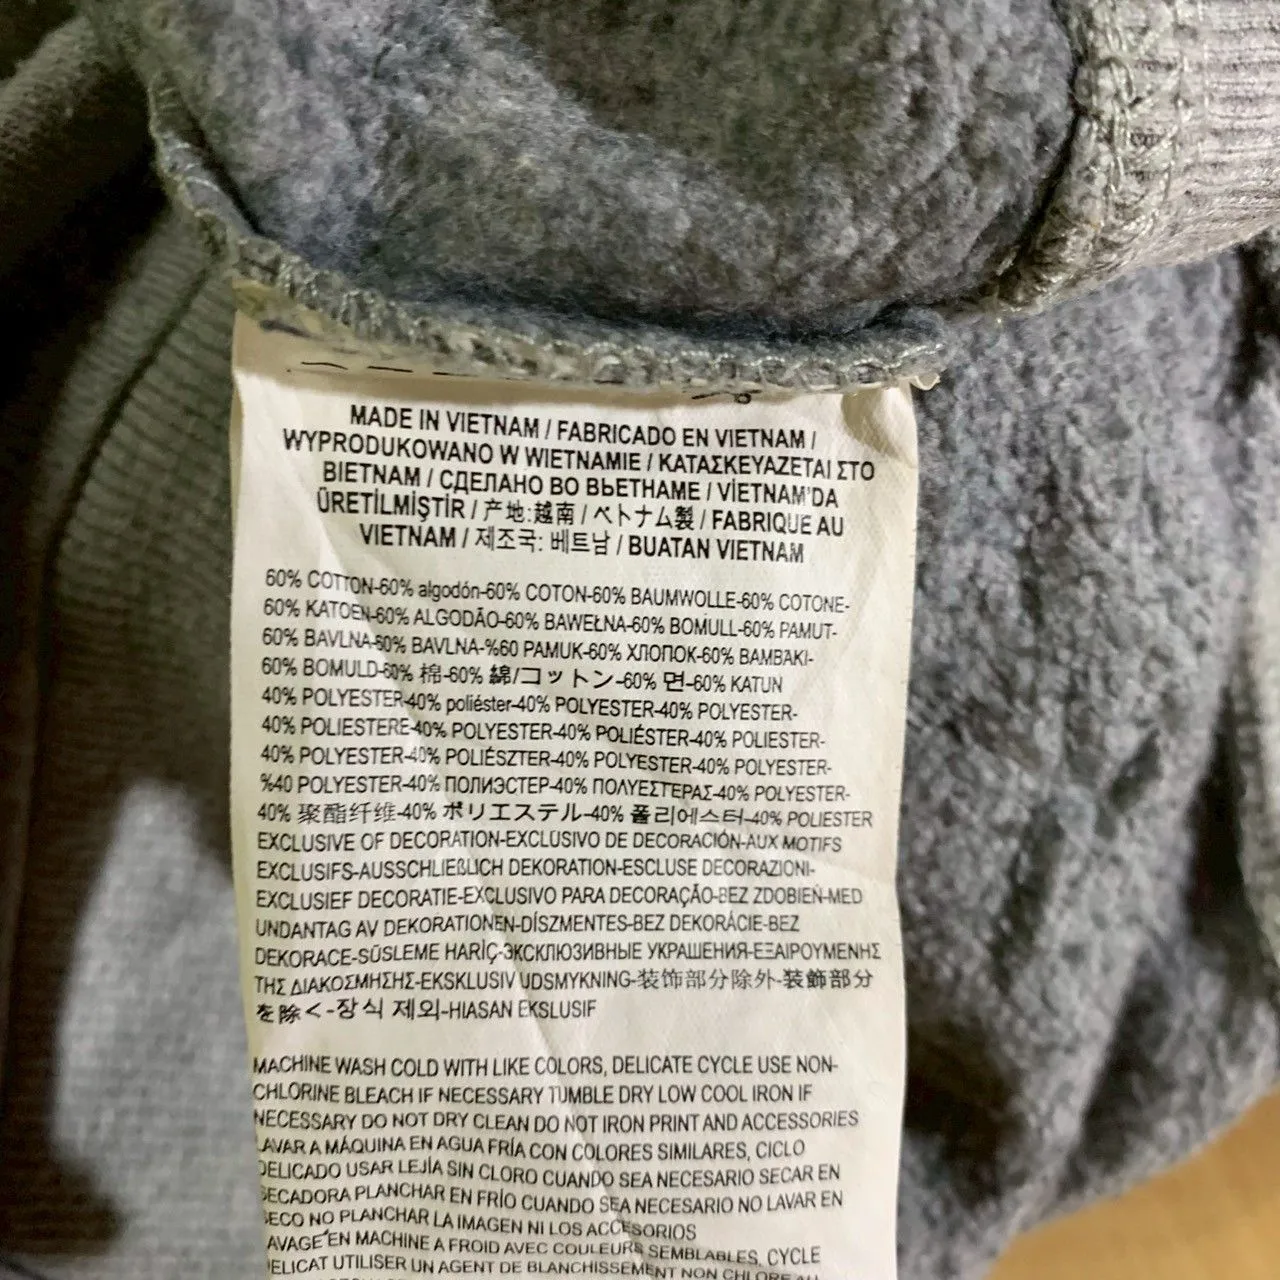 MADE IN VIETNAM / FABRICADO EN VIETNAM /
WYPRODUKOWANO W WIETNAMIE / ΚΑΤΑΣΚΕΥΑΖΕΤΑΙ ΣΤΟ
ΒΙΕΤΝΑΜ / СДЕЛАНО ВО ВЬЕТНАМЕ / VİETNAM'DA
ÜRETİLMİŞTİR / 产地:越南 / ベトナム製 / FABRIQUE AU
VIETNAM / 제조국: 베트남 / BUATAN VIETNAM
60% COTTON-60% algodón-60% COTON-60% BAUMWOLLE-60% COTONE-
60% KATOEN-60% ALGODÃO-60% BAWEŁNA-60% BOMULL-60% PAMUT-
60% BAVLNA-60% BAVLNA-%60 PAMUK-60% ХЛОПОК-60% ΒΑΜΒΑΚΙ-
60% BOMULD-60% 棉-60% 綿/コットン-60% 면-60% KATUN
40% POLYESTER-40% poliéster-40% POLYESTER-40% POLYESTER-
40% POLIESTERE-40% POLYESTER-40% POLIÉSTER-40% POLIESTER-
40% POLYESTER-40% POLIÉSZTER-40% POLYESTER-40% POLYESTER-
%40 POLYESTER-40% ПОЛИЭСТЕР-40% ΠΟΛΥΕΣΤΕΡΑΣ-40% POLYESTER-
40% 聚酯纤维-40% ポリエステル-40% 폴리에스터-40% POLIESTER
EXCLUSIVE OF DECORATION-EXCLUSIVO DE DECORACIÓN-AUX MOTIFS
EXCLUSIFS-AUSSCHLIEßLICH DEKORATION-ESCLUSE DECORAZIONI-
EXCLUSIEF DECORATIE-EXCLUSIVO PARA DECORAÇÃO-BEZ ZDOBIEŃ-MED
UNDANTAG AV DEKORATIONEN-DÍSZMENTES-BEZ DEKORÁCIE-BEZ
DEKORACE-SÜSLEME HARİÇ-ЭКСКЛЮЗИВНЫЕ УКРАШЕНИЯ-ΕΞΑΙΡΟΥΜΕΝΗΣ
ΤΗΣ ΔΙΑΚΟΣΜΗΣΗΣ-EKSKLUSIV UDSMYKNING-装饰部分除外-装飾部分
を除く-장식 제외-HIASAN EKSLUSIF
MACHINE WASH COLD WITH LIKE COLORS, DELICATE CYCLE USE NON-
CHLORINE BLEACH IF NECESSARY TUMBLE DRY LOW COOL IRON IF
NECESSARY DO NOT DRY CLEAN DO NOT IRON PRINT AND ACCESSORIES
LAVAR A MÁQUINA EN AGUA FRÍA CON COLORES SIMILARES, CICLO
DELICADO USAR LEJÍA SIN CLORO CUANDO SEA NECESARIO SECAR EN
SECADORA PLANCHAR EN FRÍO CUANDO SEA NECESARIO NO LAVAR EN
SECO NO PLANCHAR LA IMAGEN NI LOS ACCESORIOS
LAVAGE EN MACHINE A FROID AVEC COULEURS SEMBLABLES, CYCLE
DELICAT UTILISER UN AGENT DE BLANCHISSEMENT NON CHLORE AU